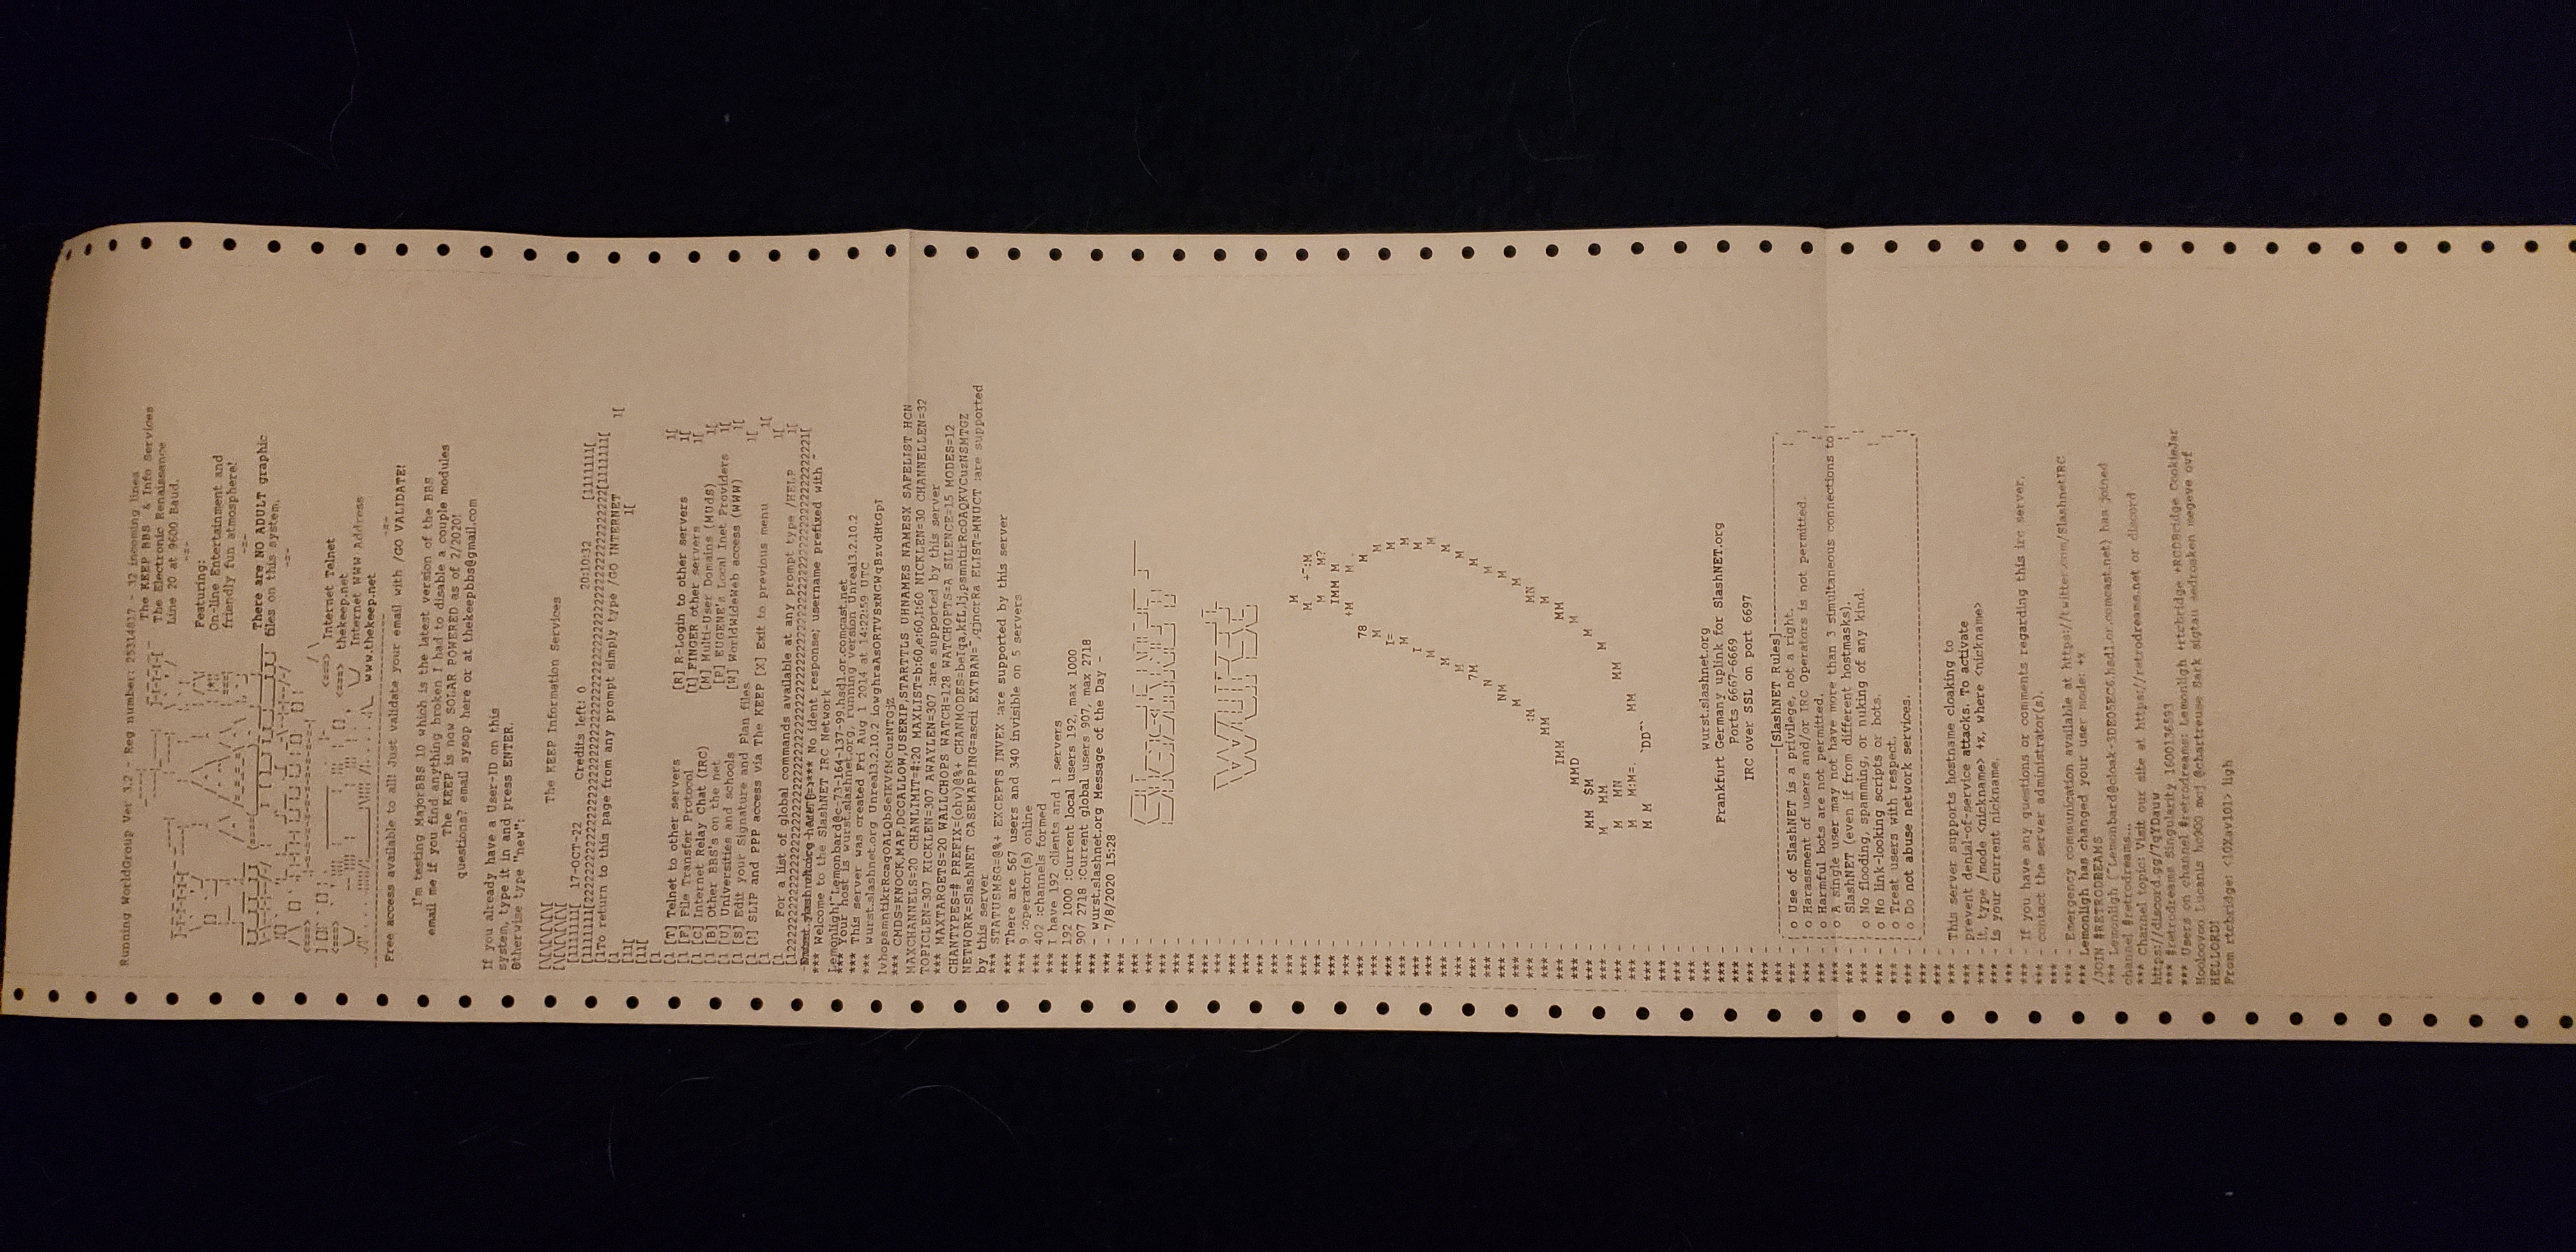 Running WorldGroup Ver 3.2 - Reg number: 25314817 - 32 incoming lines
The KEEP BBS & Info Services
The Electronic Renaissance
Line 20 at 9600 Baud.
-=-
Featuring:
On-line Entertainment and
friendly fun atmosphere!
-=-
There are NO ADULT graphic
files on this system.
-=-
Internet Telnet
thekeep.net
Internet WWW Address
www.thekeep.net
-=-
Free access available to all! Just validate your email with /GO VALIDATE!
I'm testing MajorBBS 10 which is the latest version of the BBS
email me if you find anything broken I had to disable a couple modules
The KEEP is now SOLAR POWERED as of 2/2020!
questions? email sysop here or at thekeepbbs@gmail.com
If you already have a User-ID on this
system, type it in and press ENTER.
Otherwise type "new":
[\[\[\[\[\[
The KEEP Information Services
[\[\[\[\[\[
[1111111[ 17-OCT-22 Credits left: 0 20:10:32 [1111111[
[1To return to this page from any prompt simply type /GO INTERNET 1[
[1
[11[ 1[
[11[
[1
[1 [T] Telnet to other servers [R] R-Login to other servers 1[
[1 [F] File Transfer Protocol [I] FINGER other servers 1[
[1 [C] Internet Relay Chat (IRC) [M] Multi-User Domains (MUdS) 1[
[1 [B] Other BBS's on the net [P] EUGENE's Local Inet Providers 1[
[1 [U] Universities and schools [W] WorldWideWeb access (WWW) 1[
[1 [S] Edit your Signature and Plan files 1[
[1 [!] SLIP and PPP access via The KEEP [X] Exit to previous menu 1[
[1
[1 For a list of global commands available at any prompt type /HELP 1[
*** No ident response; username prefixed with ~
*** Welcome to the SlashNET IRC Network
Lemonligh!~Lemonbard@c-73-164-137-99.hsd1.or.comcast.net
*** Your host is wurst.slashnet.org, running version Unreal3.2.10.2
*** This server was created Fri Aug 1 2014 at 14:22:59 UTC
*** wurst.slashnet.org Unreal3.2.10.2 iowghraAsORTVSxNCWqBzvdHtGpI
lvhopsmntikrRcaqOALQbSeIKVfMCuzNTGjZ
*** CMDS=KNOCK,MAP,DCCALLOW,USERIP,STARTTLS UHNAMES NAMESX SAFELIST HCN
MAXCHANNELS=20 CHANLIMIT=#:20 MAXLIST=b:60,e:60,I:60 NICKLEN=30 CHANNELLEN=32
TOPICLEN=307 KICKLEN=307 AWAYLEN=307 :are supported by this server
*** MAXTARGETS=20 WALLCHOPS WATCH=128 WATCHOPTS=A SILENCE=15 MODES=12
CHANTYPES=# PREFIX=(ohv)@%+ CHANMODES=beIqa,kfL,lj,psmntirRcOAQKVCuzNSMTGZ
NETWORK=SlashNET CASEMAPPING=ascii EXTBAN=~,qjncrRa ELIST=MNUCT :are supported
by this server
*** STATUSMSG=@%+ EXCEPTS INVEX :are supported by this server
*** There are 567 users and 340 invisible on 5 servers
*** 9 :operator(s) online
*** 402 :channels formed
*** I have 192 clients and 1 servers
*** 192 1000 :Current local users 192, max 1000
*** 907 2718 :Current global users 907, max 2718
*** - wurst.slashnet.org Message of the Day -
*** - 7/8/2020 15:28
SlashNET
wurst
*** - wurst.slashnet.org
*** - Frankfurt Germany uplink for SlashNET.org
*** - Ports 6667-6669
*** - IRC over SSL on port 6697
*** -
*** - [SlashNET Rules]
*** - o Use of SlashNET is a privilege, not a right.
*** - o Harassment of users and/or IRC Operators is not permitted.
*** - o Harmful bots are not permitted.
*** - o A single user may not have more than 3 simultaneous connections to
*** - SlashNET (even if from different hostmasks).
*** - o No flooding, spamming, or nuking of any kind.
*** - o No link-looking scripts or bots.
*** - o Treat users with respect.
*** - o Do not abuse network services.
*** -
*** -
*** - This server supports hostname cloaking to
*** - prevent denial-of-service attacks. To activate
*** - it, type /mode <nickname> +x, where <nickname>
*** - is your current nickname.
*** -
*** - If you have any questions or comments regarding this irc server,
*** - contact the server administrator(s).
*** -
*** - Emergency communication available at https://twitter.com/SlashnetIRC
*** Lemonligh has changed your user mode: +x
/JOIN #RETRODREAMS
*** Lemonligh (~Lemonbard@cloak-3DE05EC6.hsd1.or.comcast.net) has joined
channel #retrodreams...
*** Channel topic: Visit our site at https://retrodreams.net or discord
https://discord.gg/7qYDauw
*** #retrodreams Singularity 1600136593
*** Users on channel #retrodreams: Lemonligh +rtcbridge +RCDBridge CookieJar
Hooloovoo Lucanis hc900 mcj @chartreuse Sark sigtau aedrosken megeve ovf
HELLORD!
From rtcbridge: <10Xav101> ligh